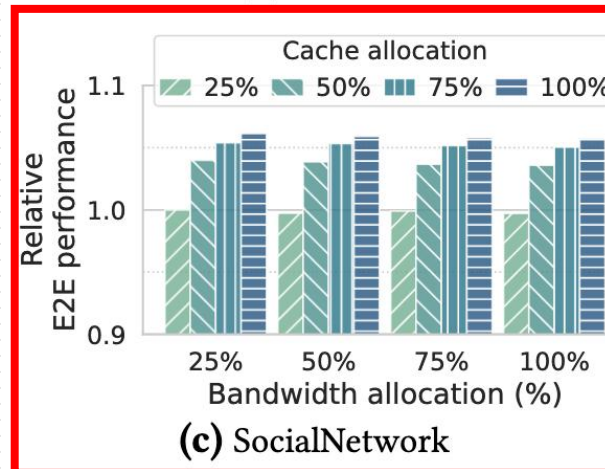 Cache allocation
25% 50% 75% 100%
Relative
E2E performance
1.1
1.0
0.9
25% 50% 75% 100%
Bandwidth allocation (%)
(c) SocialNetwork